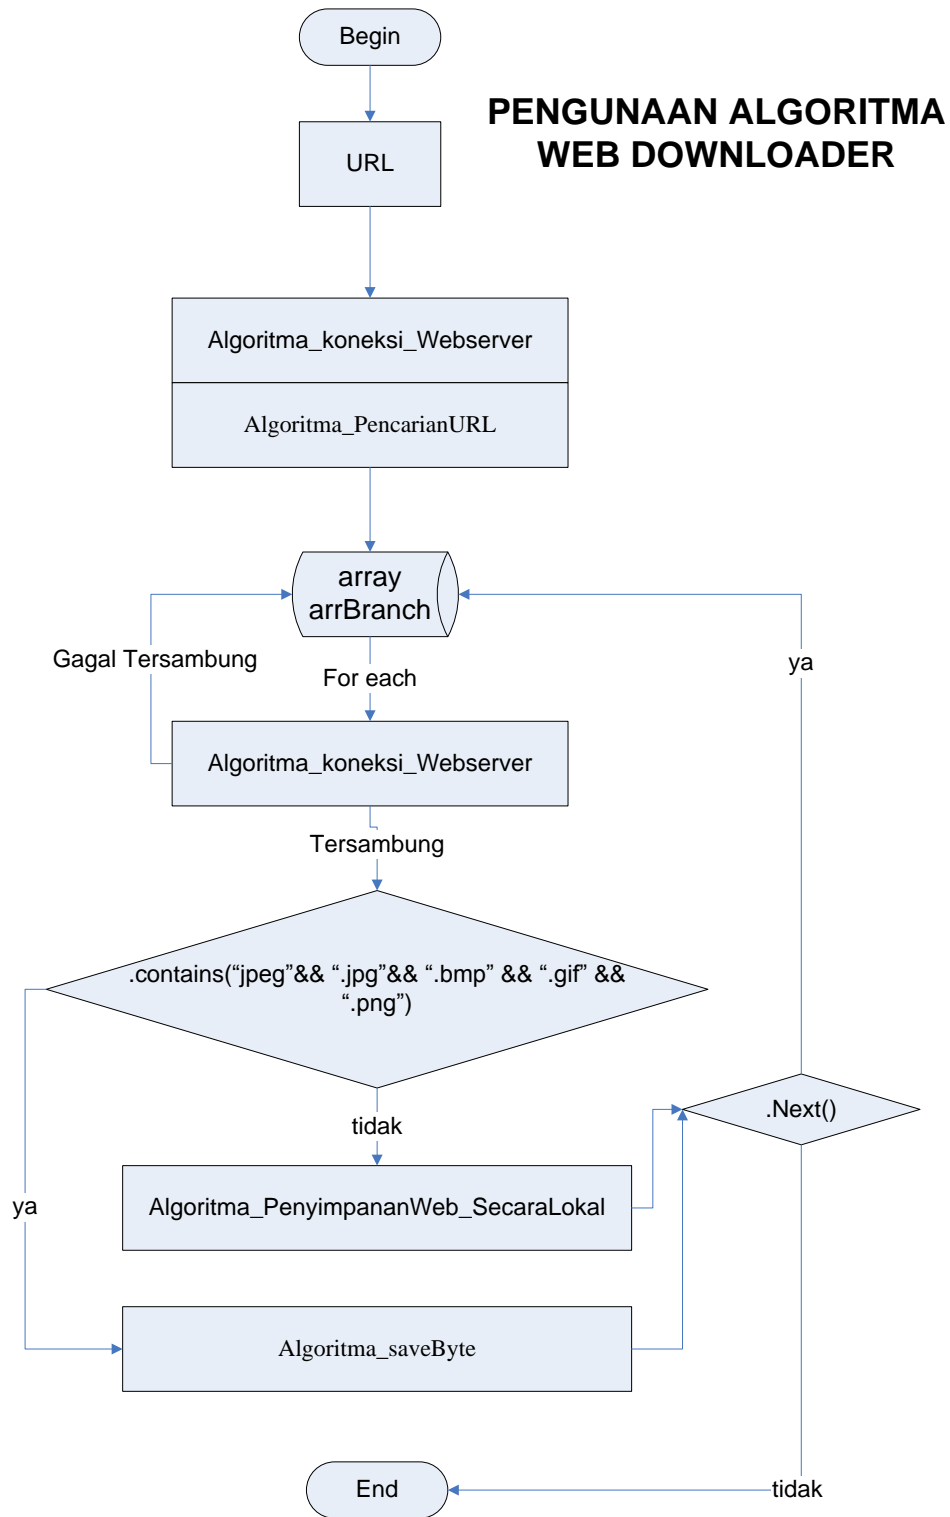 Begin
PENGUNAAN ALGORITMA
WEB DOWNLOADER
URL
Algoritma_koneksi_Webserver
Algoritma_PencarianURL
array
arrBranch
Gagal Tersambung
For each
ya
Algoritma_koneksi_Webserver
Tersambung
.contains(“jpeg”&& “.jpg”&& “.bmp” && “.gif” &&
“.png”)
.Next()
tidak
ya
Algoritma_PenyimpananWeb_SecaraLokal
Algoritma_saveByte
End
tidak